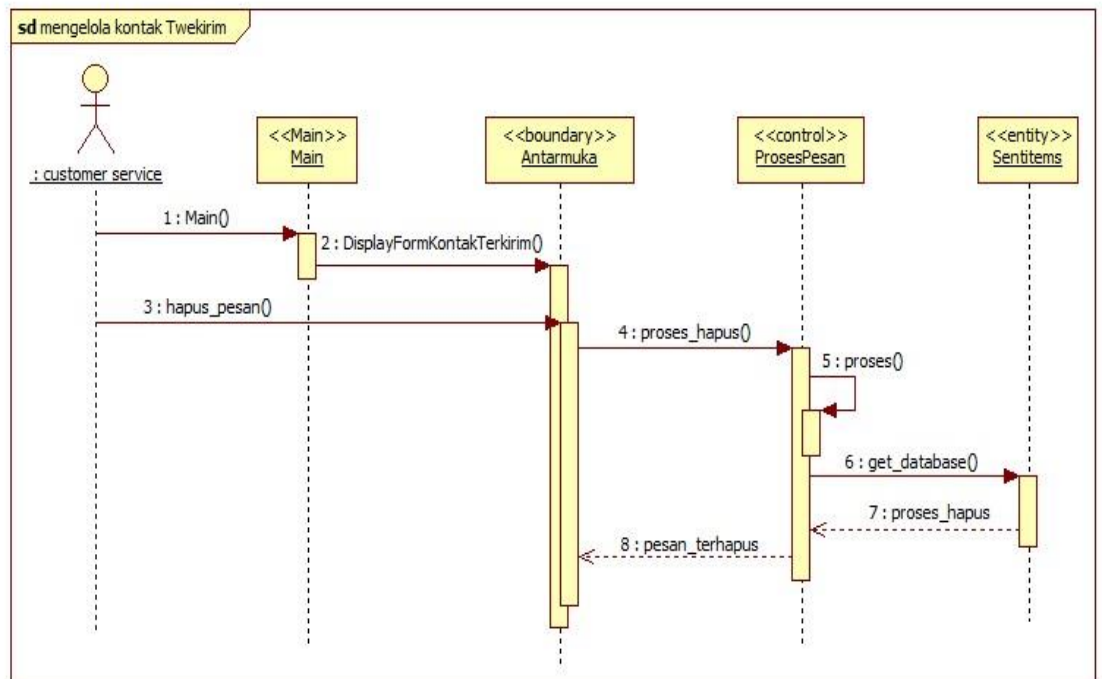 sd mengelola kontak Twekirim
: customer service
<<Main>>
Main
<<boundary>>
Antarmuka
<<control>>
ProsesPesan
<<entity>>
Sentitems
1 : Main()
2 : DisplayFormKontakTerkirim()
3 : hapus_pesan()
4 : proses_hapus()
5 : proses()
6 : get_database()
7 : proses_hapus
8 : pesan_terhapus